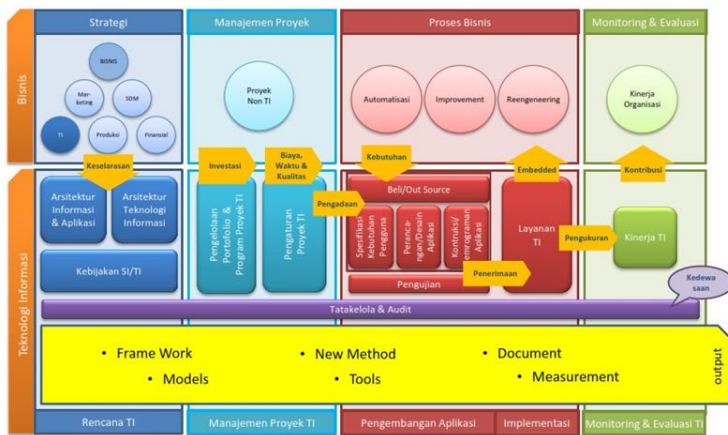 Strategi
Manajemen Proyek
Proses Bisnis
Monitoring & Evaluasi
Bisnis
BISNIS
Mar-
keting
SDM
TI
Produksi
Finansial
Proyek
Non TI
Automatisasi
Improvement
Reengeneering
Kinerja
Organisasi
Keselarasan
Investasi
Biaya,
Waktu &
Kualitas
Kebutuhan
Embedded
Kontribusi
Teknologi Informasi
Arsitektur
Informasi
& Aplikasi
Arsitektur
Teknologi
Informasi
Kebijakan SI/TI
Pengelolaan
Portofolio &
Program Proyek TI
Pengaturan
Proyek TI
Pengadaan
Beli/Out Source
Spesifikasi
Kebutuhan
Pengguna
Peranca-
ngan/Desain
Aplikasi
Kontruksi/
Pemrograman
Aplikasi
Pengujian
Penerimaan
Layanan
TI
Pengukuran
Kinerja TI
Kedewa
saan
Tatakelola & Audit
• Frame Work
• New Method
• Document
• Models
• Tools
• Measurement
output
Rencana TI
Manajemen Proyek TI
Pengembangan Aplikasi
Implementasi
Monitoring & Evaluasi TI